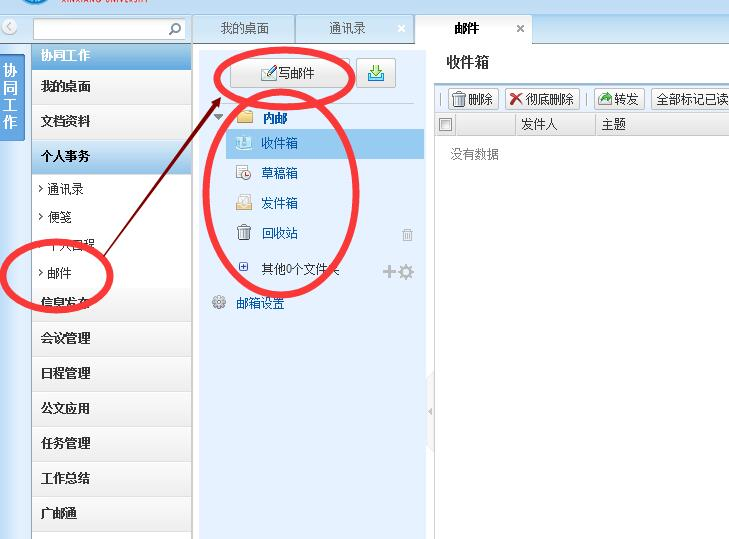 XINXIANG UNIVERSITY
我的桌面
通讯录
邮件
协同工作
协同工作
我的桌面
文档资料
个人事务
通讯录
便笺
个人日程
邮件
信息发布
会议管理
日程管理
公文应用
任务管理
工作总结
广邮通
写邮件
内邮
收件箱
草稿箱
发件箱
回收站
其他0个文件夹
邮箱设置
收件箱
删除
彻底删除
转发
全部标记已读
发件人
主题
没有数据